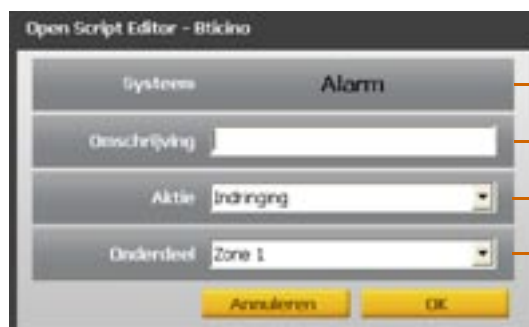 Open Script Editor - Bticino
Systeem Alarm
Omschrijving
Aktie Indringing
Onderdeel Zone 1
Annuleren OK